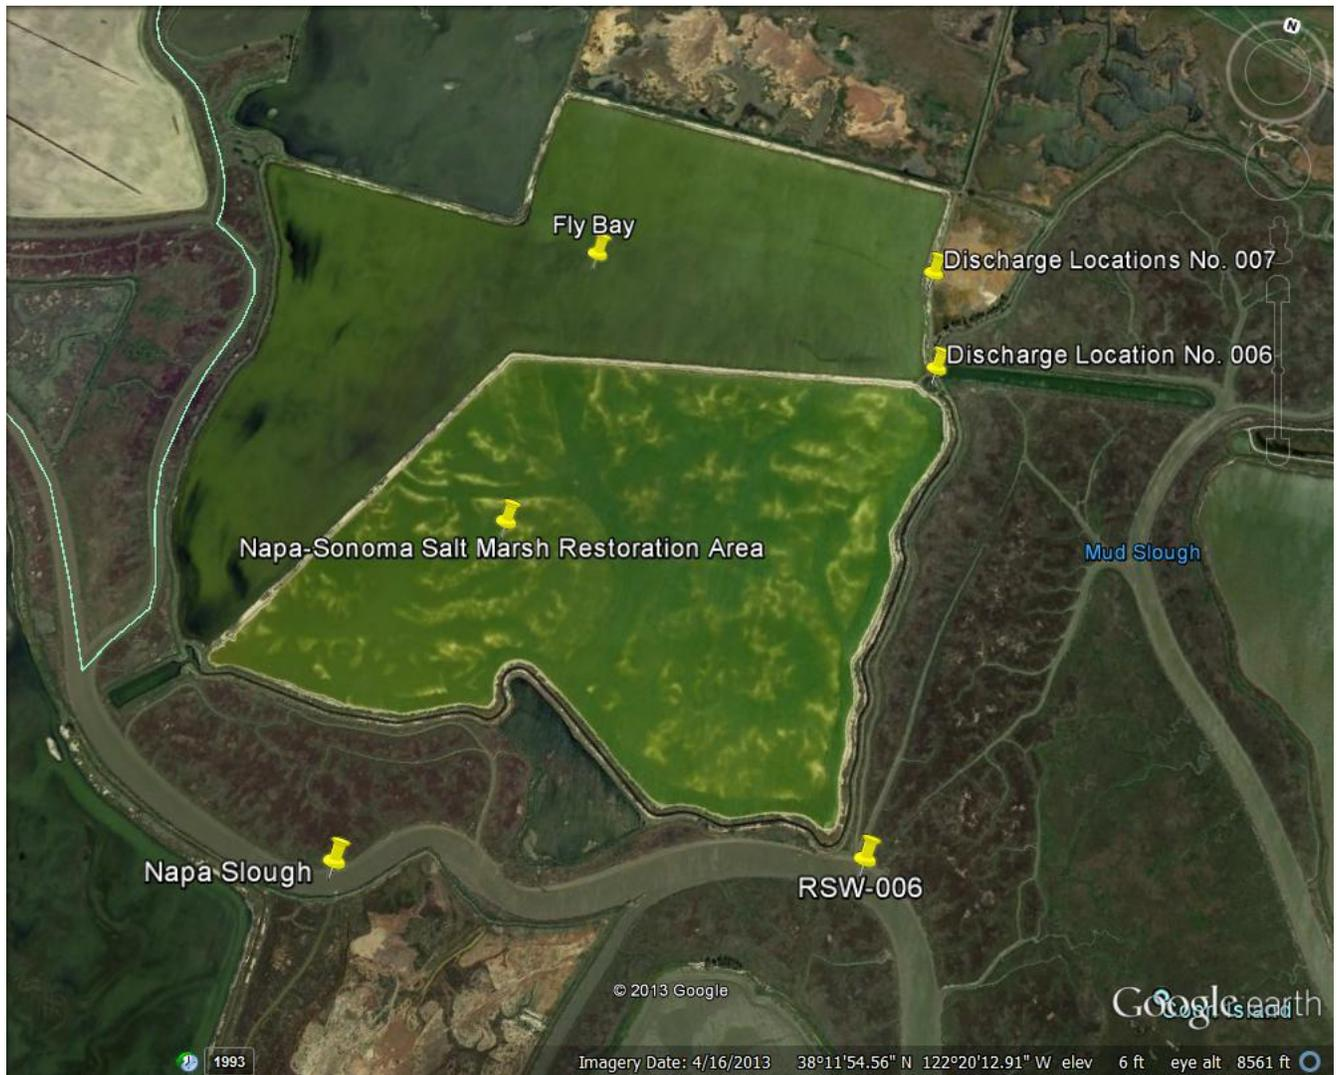 N
Fly Bay
Discharge Locations No. 007
Discharge Location No. 006
Napa-Sonoma Salt Marsh Restoration Area
Mud Slough
Napa Slough
RSW-006
© 2013 Google
Google earth
Island
1993
Imagery Date: 4/16/2013 38°11'54.56" N 122°20'12.91" W elev 6 ft eye alt 8561 ft